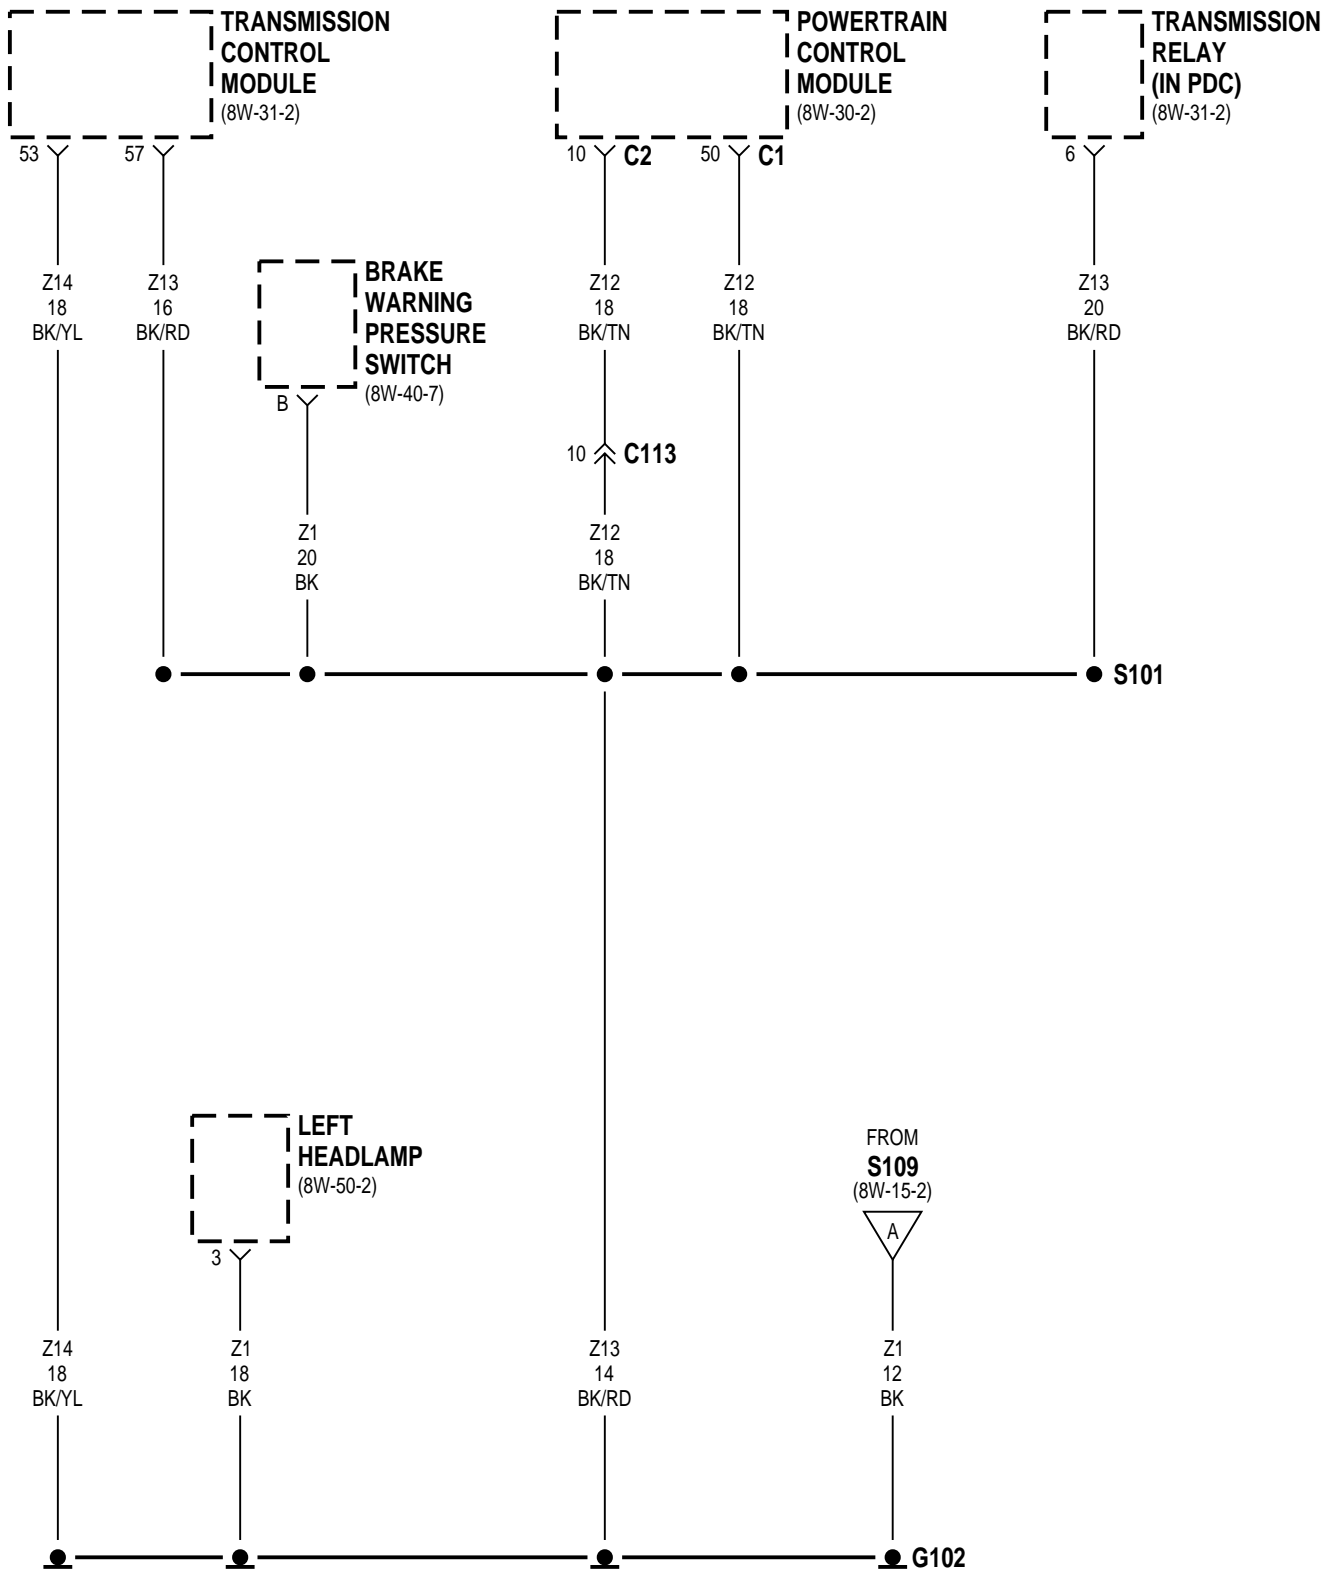 TRANSMISSION
CONTROL
MODULE
(8W-31-2)
POWERTRAIN
CONTROL
MODULE
(8W-30-2)
TRANSMISSION
RELAY
(IN PDC)
(8W-31-2)
53
57
10
C2
50
C1
6
Z14
18
BK/YL
Z13
16
BK/RD
BRAKE
WARNING
PRESSURE
SWITCH
(8W-40-7)
B
Z12
18
BK/TN
Z12
18
BK/TN
Z13
20
BK/RD
10
C113
Z1
20
BK
Z12
18
BK/TN
S101
LEFT
HEADLAMP
(8W-50-2)
3
FROM
S109
(8W-15-2)
A
Z14
18
BK/YL
Z1
18
BK
Z13
14
BK/RD
Z1
12
BK
G102